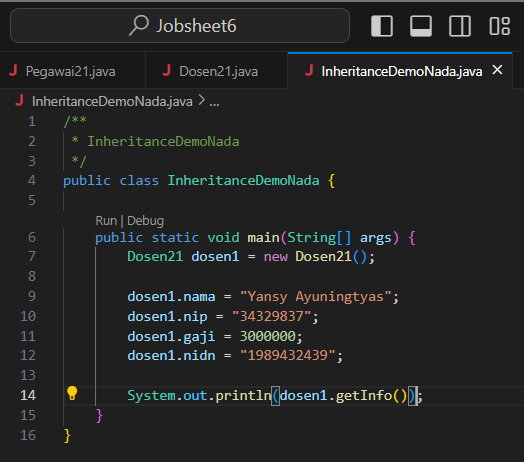 Jobsheet6
Pegawai21.java Dosen21.java InheritanceDemoNada.java
InheritanceDemoNada.java > ...
1 /**
2  * InheritanceDemoNada
3  */
4 public class InheritanceDemoNada {
5
Run | Debug
6     public static void main(String[] args) {
7         Dosen21 dosen1 = new Dosen21();
8
9         dosen1.nama = "Yansy Ayuningtyas";
10         dosen1.nip = "34329837";
11         dosen1.gaji = 3000000;
12         dosen1.nidn = "1989432439";
13
14         System.out.println(dosen1.getInfo());
15     }
16 }